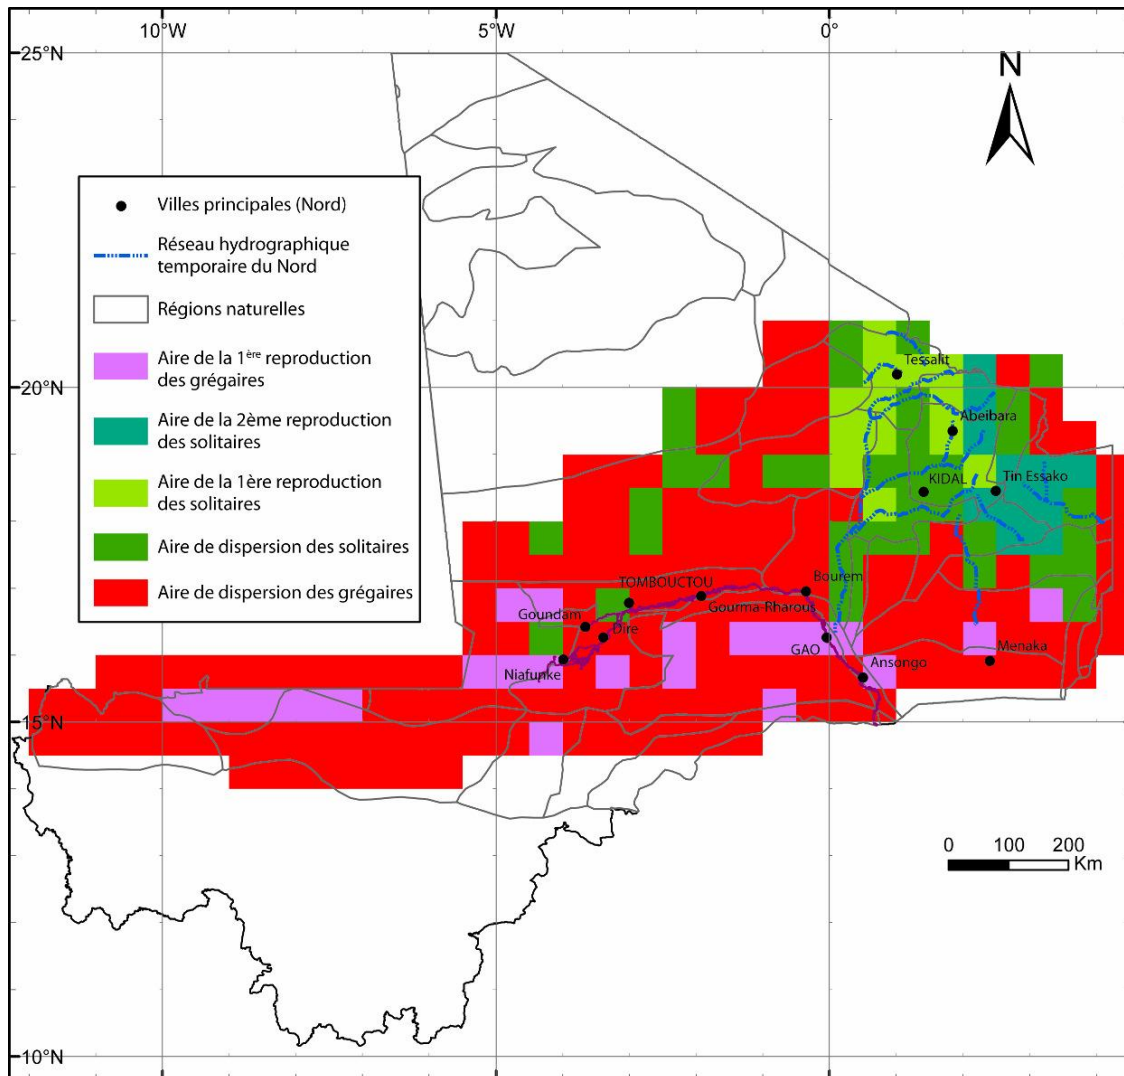 10°W
5°W
0°
25°N
N
Villes principales (Nord)
Réseau hydrographique
temporaire du Nord
Régions naturelles
Aire de la 1ère reproduction
des grégaires
Aire de la 2ème reproduction
des solitaires
Aire de la 1ère reproduction
des solitaires
Aire de dispersion des solitaires
Aire de dispersion des grégaires
20°N
Tessalit
Abeibara
KIDAL
Tin Essako
TOMBOUCTOU
Bourem
Gourma-Rharous
Goundam
Dire
GAO
Menaka
Niafunke
Ansongo
15°N
0 100 200
Km
10°N